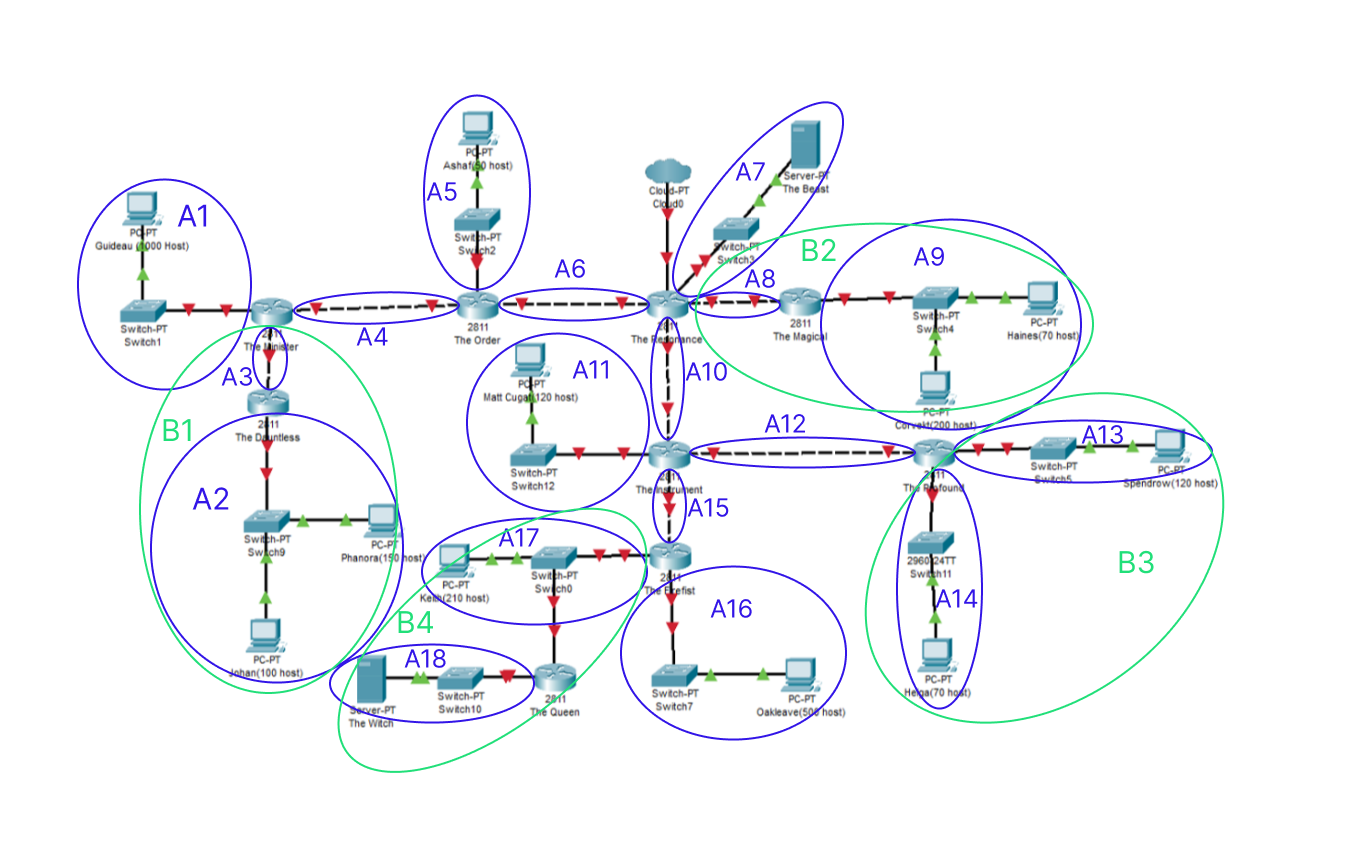 PC-PT
Ashaf(50 host)
A5
Switch-PT
Switch2
2811
The Order
Cloud-PT
Cloud0
A7
Server-PT
The Beast
Switch-PT
Switch3
A1
PC-PT
Guideau (1000 Host)
Switch-PT
Switch1
A4
A6
A8
B2
A9
2811
The Minister
2811
The Resonance
2811
The Magical
Switch-PT
Switch4
PC-PT
Haines(70 host)
PC-PT
Corvekt(200 host)
A3
B1
2811
The Dauntless
A11
PC-PT
Matt Cugat(120 host)
Switch-PT
Switch12
A10
A12
2811
The Instrument
2811
The Profound
A13
Switch-PT
Switch5
PC-PT
Spendrow(120 host)
A2
Switch-PT
Switch9
PC-PT
Phanora(150 host)
PC-PT
Johan(100 host)
A15
A17
PC-PT
Keith(210 host)
Switch-PT
Switch0
2811
The Firefist
2960-24TT
Switch11
B3
A14
PC-PT
Helga(70 host)
B4
A18
Server-PT
The Witch
Switch-PT
Switch10
2811
The Queen
A16
Switch-PT
Switch7
PC-PT
Oakleave(500 host)